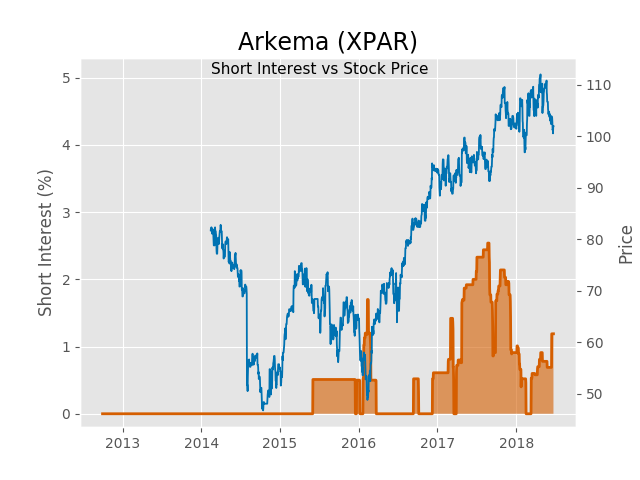 Arkema (XPAR)
Short Interest vs Stock Price
Short Interest (%)
5
4
3
2
1
0
110
100
90
80
70
60
50
Price
2013 2014 2015 2016 2017 2018